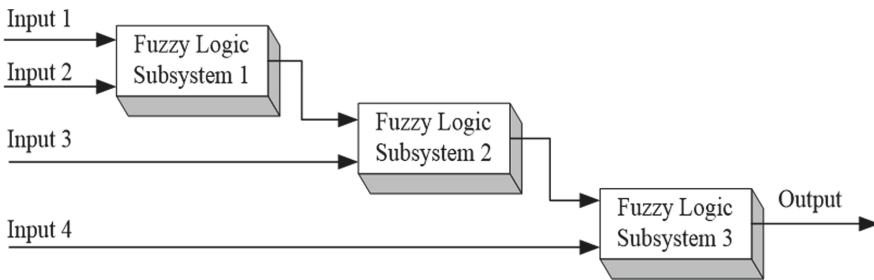 Input 1
Fuzzy Logic
Subsystem 1
Input 2
Fuzzy Logic
Subsystem 2
Input 3
Fuzzy Logic
Subsystem 3
Output
Input 4